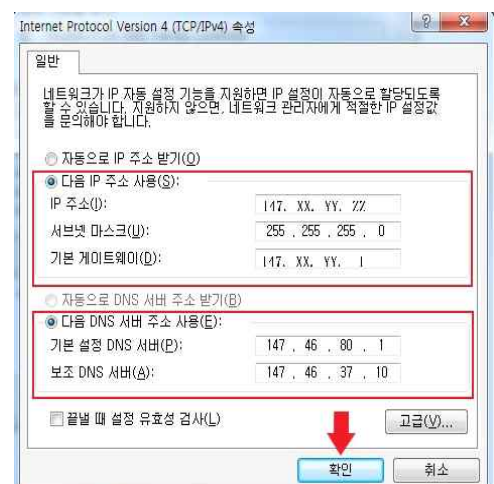 Internet Protocol Version 4 (TCP/IPv4) 속성
일반
네트워크가 IP 자동 설정 기능을 지원하면 IP 설정이 자동으로 할당되도록
할 수 있습니다. 지원하지 않으면, 네트워크 관리자에게 적절한 IP 설정값
을 문의해야 합니다.
자동으로 IP 주소 받기(O)
다음 IP 주소 사용(S):
IP 주소(I): 147. XX. YY. ZZ
서브넷 마스크(U): 255 . 255 . 255 . 0
기본 게이트웨이(D): 147. XX. YY. 1
자동으로 DNS 서버 주소 받기(B)
다음 DNS 서버 주소 사용(E):
기본 설정 DNS 서버(P): 147 . 46 . 80 . 1
보조 DNS 서버(A): 147 . 46 . 37 . 10
끝낼 때 설정 유효성 검사(L) 고급(V)...
확인 취소